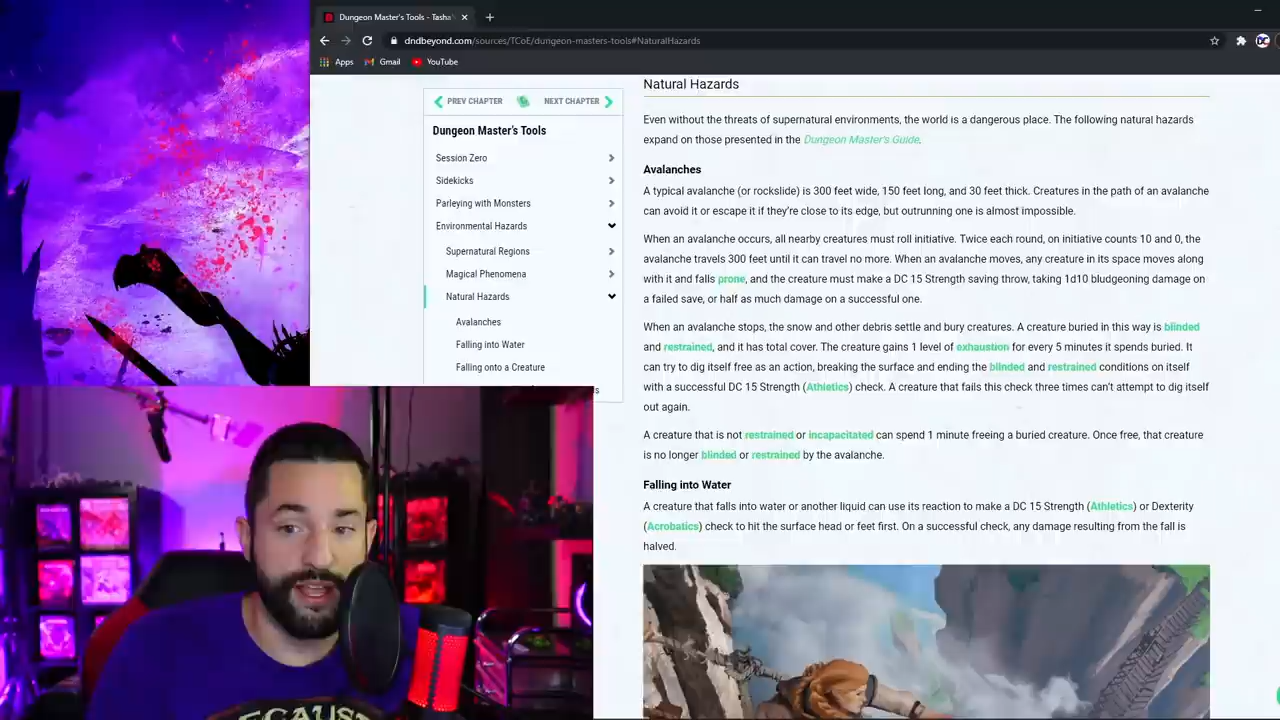 Dungeon Master's Tools - Tasha'
dndbeyond.com/sources/TCoE/dungeon-masters-tools#NaturalHazards
Apps Gmail YouTube
PREV CHAPTER NEXT CHAPTER
Dungeon Master's Tools
Session Zero
Sidekicks
Parleying with Monsters
Environmental Hazards
Supernatural Regions
Magical Phenomena
Natural Hazards
Avalanches
Falling into Water
Falling onto a Creature
Natural Hazards
Even without the threats of supernatural environments, the world is a dangerous place. The following natural hazards
expand on those presented in the Dungeon Master's Guide.
Avalanches
A typical avalanche (or rockslide) is 300 feet wide, 150 feet long, and 30 feet thick. Creatures in the path of an avalanche
can avoid it or escape it if they're close to its edge, but outrunning one is almost impossible.
When an avalanche occurs, all nearby creatures must roll initiative. Twice each round, on initiative counts 10 and 0, the
avalanche travels 300 feet until it can travel no more. When an avalanche moves, any creature in its space moves along
with it and falls prone, and the creature must make a DC 15 Strength saving throw, taking 1d10 bludgeoning damage on
a failed save, or half as much damage on a successful one.
When an avalanche stops, the snow and other debris settle and bury creatures. A creature buried in this way is blinded
and restrained, and it has total cover. The creature gains 1 level of exhaustion for every 5 minutes it spends buried. It
can try to dig itself free as an action, breaking the surface and ending the blinded and restrained conditions on itself
with a successful DC 15 Strength (Athletics) check. A creature that fails this check three times can't attempt to dig itself
out again.
A creature that is not restrained or incapacitated can spend 1 minute freeing a buried creature. Once free, that creature
is no longer blinded or restrained by the avalanche.
Falling into Water
A creature that falls into water or another liquid can use its reaction to make a DC 15 Strength (Athletics) or Dexterity
(Acrobatics) check to hit the surface head or feet first. On a successful check, any damage resulting from the fall is
halved.